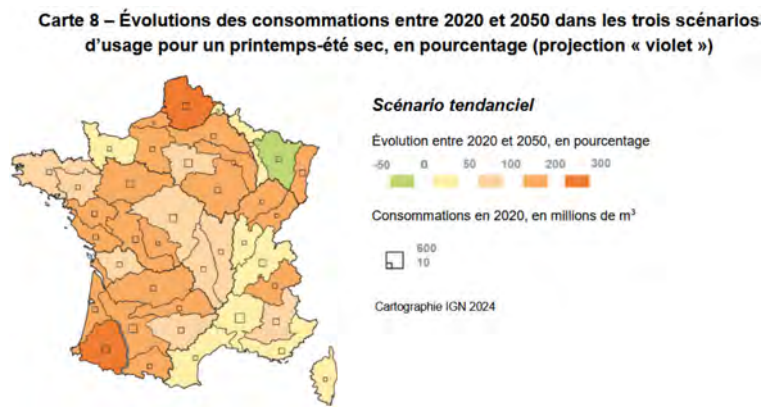 Carte 8 – Évolutions des consommations entre 2020 et 2050 dans les trois scénarios
d'usage pour un printemps-été sec, en pourcentage (projection « violet »)
Scénario tendanciel
Évolution entre 2020 et 2050, en pourcentage
-50 0 50 100 200 300
Consommations en 2020, en millions de m³
600
10
Cartographie IGN 2024